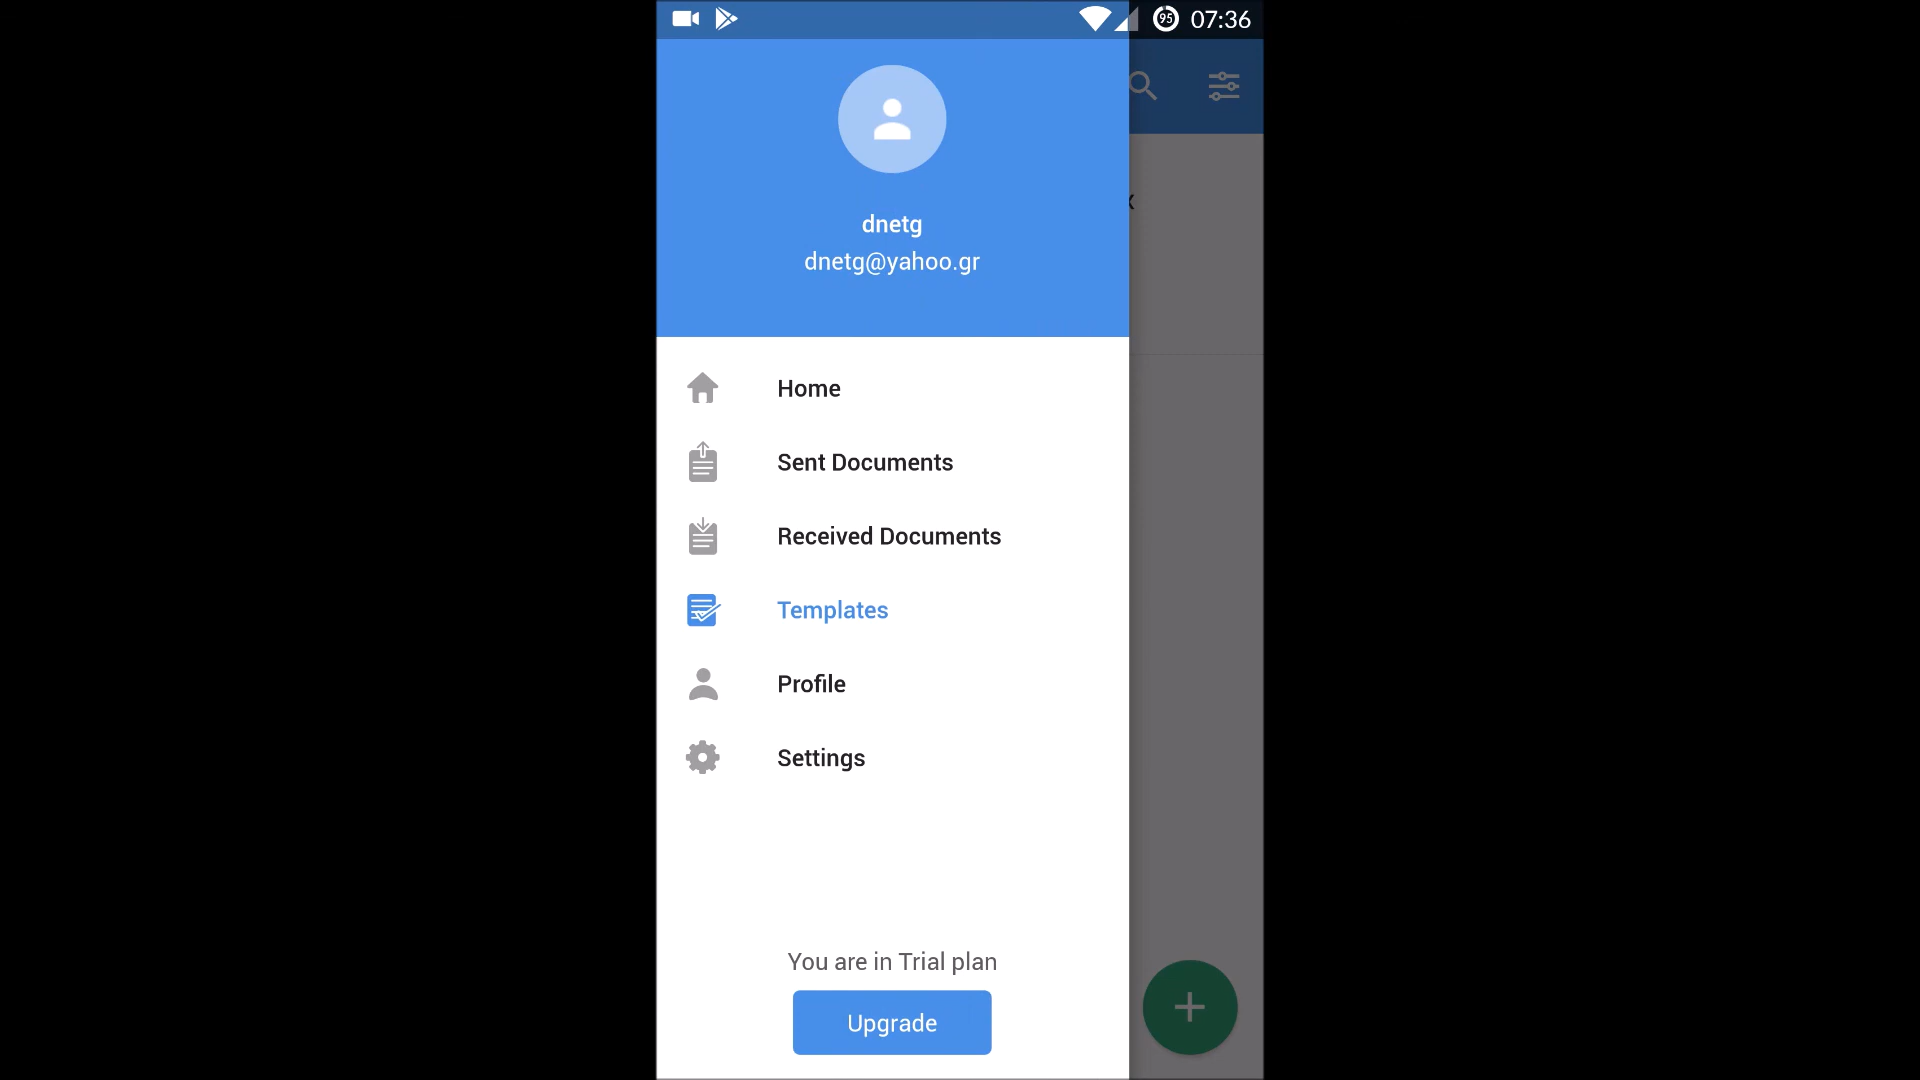 95 07:36
dnetg
dnetg@yahoo.gr
Home
Sent Documents
Received Documents
Templates
Profile
Settings
You are in Trial plan
Upgrade